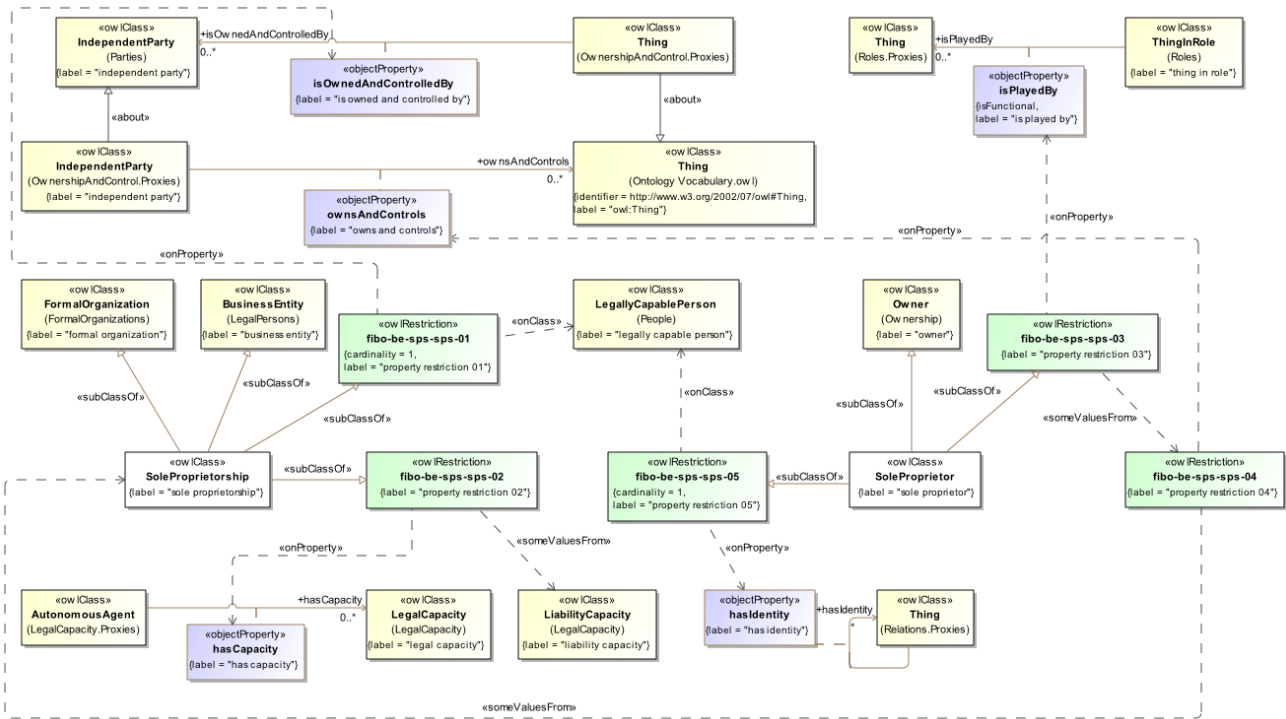 «owlClass»
IndependentParty
(Parties)
{label = "independent party"}
+isOwnedAndControlledBy
0..*
«objectProperty»
isOwnedAndControlledBy
{label = "is owned and controlled by"}
«owlClass»
Thing
(OwnershipAndControl.Proxies)
«owlClass»
Thing
(Roles.Proxies)
+isPlayedBy
0..*
«owlClass»
ThingInRole
(Roles)
{label = "thing in role"}
«objectProperty»
isPlayedBy
{isFunctional,
label = "is played by"}
«about»
«about»
«owlClass»
IndependentParty
(OwnershipAndControl.Proxies)
{label = "independent party"}
+ownsAndControls
0..*
«objectProperty»
ownsAndControls
{label = "owns and controls"}
«owlClass»
Thing
(Ontology Vocabulary.owl)
{identifier = http://www.w3.org/2002/07/owl#Thing,
label = "owl:Thing"}
«onProperty»
«onProperty»
«onProperty»
«owlClass»
FormalOrganization
(FormalOrganizations)
{label = "formal organization"}
«owlClass»
BusinessEntity
(LegalPersons)
{label = "business entity"}
«owlRestriction»
fibo-be-sps-sps-01
{cardinality = 1,
label = "property restriction 01"}
«onClass»
«owlClass»
LegallyCapablePerson
(People)
{label = "legally capable person"}
«owlClass»
Owner
(Ownership)
{label = "owner"}
«owlRestriction»
fibo-be-sps-sps-03
{label = "property restriction 03"}
«subClassOf»
«subClassOf»
«subClassOf»
«onClass»
«subClassOf»
«subClassOf»
«someValuesFrom»
«owlClass»
SoleProprietorship
{label = "sole proprietorship"}
«subClassOf»
«owlRestriction»
fibo-be-sps-sps-02
{label = "property restriction 02"}
«owlRestriction»
fibo-be-sps-sps-05
{cardinality = 1,
label = "property restriction 05"}
«subClassOf»
«owlClass»
SoleProprietor
{label = "sole proprietor"}
«owlRestriction»
fibo-be-sps-sps-04
{label = "property restriction 04"}
«onProperty»
«someValuesFrom»
«onProperty»
«owlClass»
AutonomousAgent
(LegalCapacity.Proxies)
+hasCapacity
0..*
«objectProperty»
hasCapacity
{label = "has capacity"}
«owlClass»
LegalCapacity
(LegalCapacity)
{label = "legal capacity"}
«owlClass»
LiabilityCapacity
(LegalCapacity)
{label = "liability capacity"}
«objectProperty»
hasIdentity
{label = "has identity"}
+hasIdentity
*
«owlClass»
Thing
(Relations.Proxies)
«someValuesFrom»